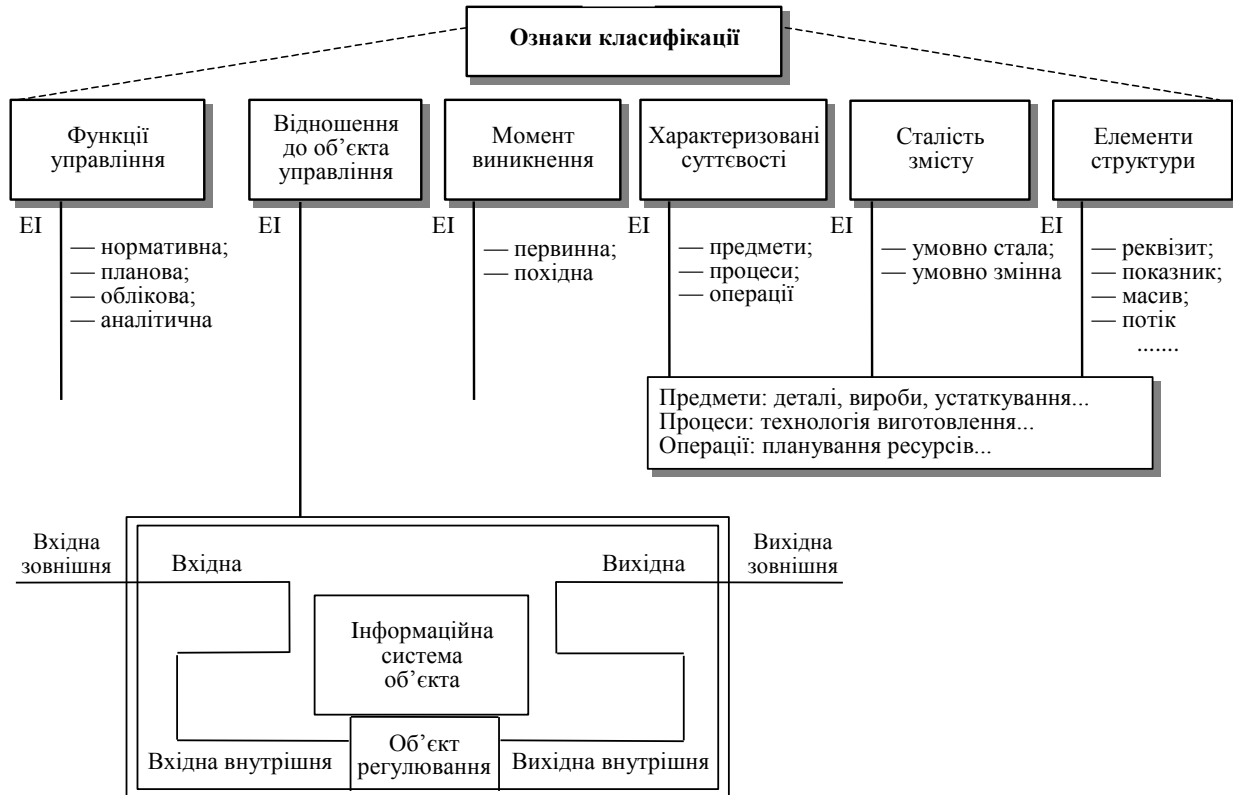 Ознаки класифікації
Функції
управління
Відношення
до об’єкта
управління
Момент
виникнення
Характеризовані
суттєвості
Сталість
змісту
Елементи
структури
ЕІ
— нормативна;
— планова;
— облікова;
— аналітична
ЕІ
ЕІ
— первинна;
— похідна
ЕІ
— предмети;
— процеси;
— операції
ЕІ
— умовно стала;
— умовно змінна
ЕІ
— реквізит;
— показник;
— масив;
— потік
.......
Предмети: деталі, вироби, устаткування...
Процеси: технологія виготовлення...
Операції: планування ресурсів...
Вхідна
зовнішня
Вхідна
Вихідна
Вихідна
зовнішня
Інформаційна
система
об’єкта
Вхідна внутрішня
Об’єкт
регулювання
Вихідна внутрішня